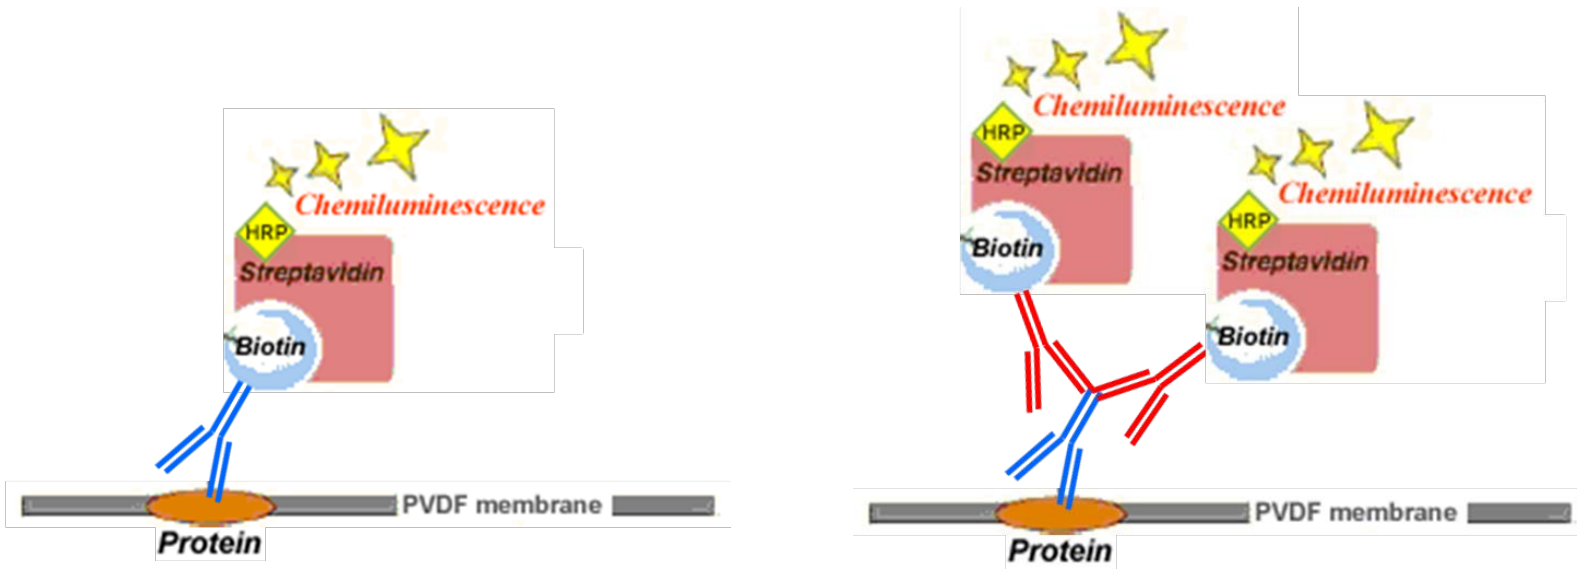 Chemiluminescence
HRP
Streptavidin
Biotin
PVDF membrane
Protein
Chemiluminescence
HRP
Streptavidin
Biotin
Chemiluminescence
HRP
Streptavidin
Biotin
PVDF membrane
Protein